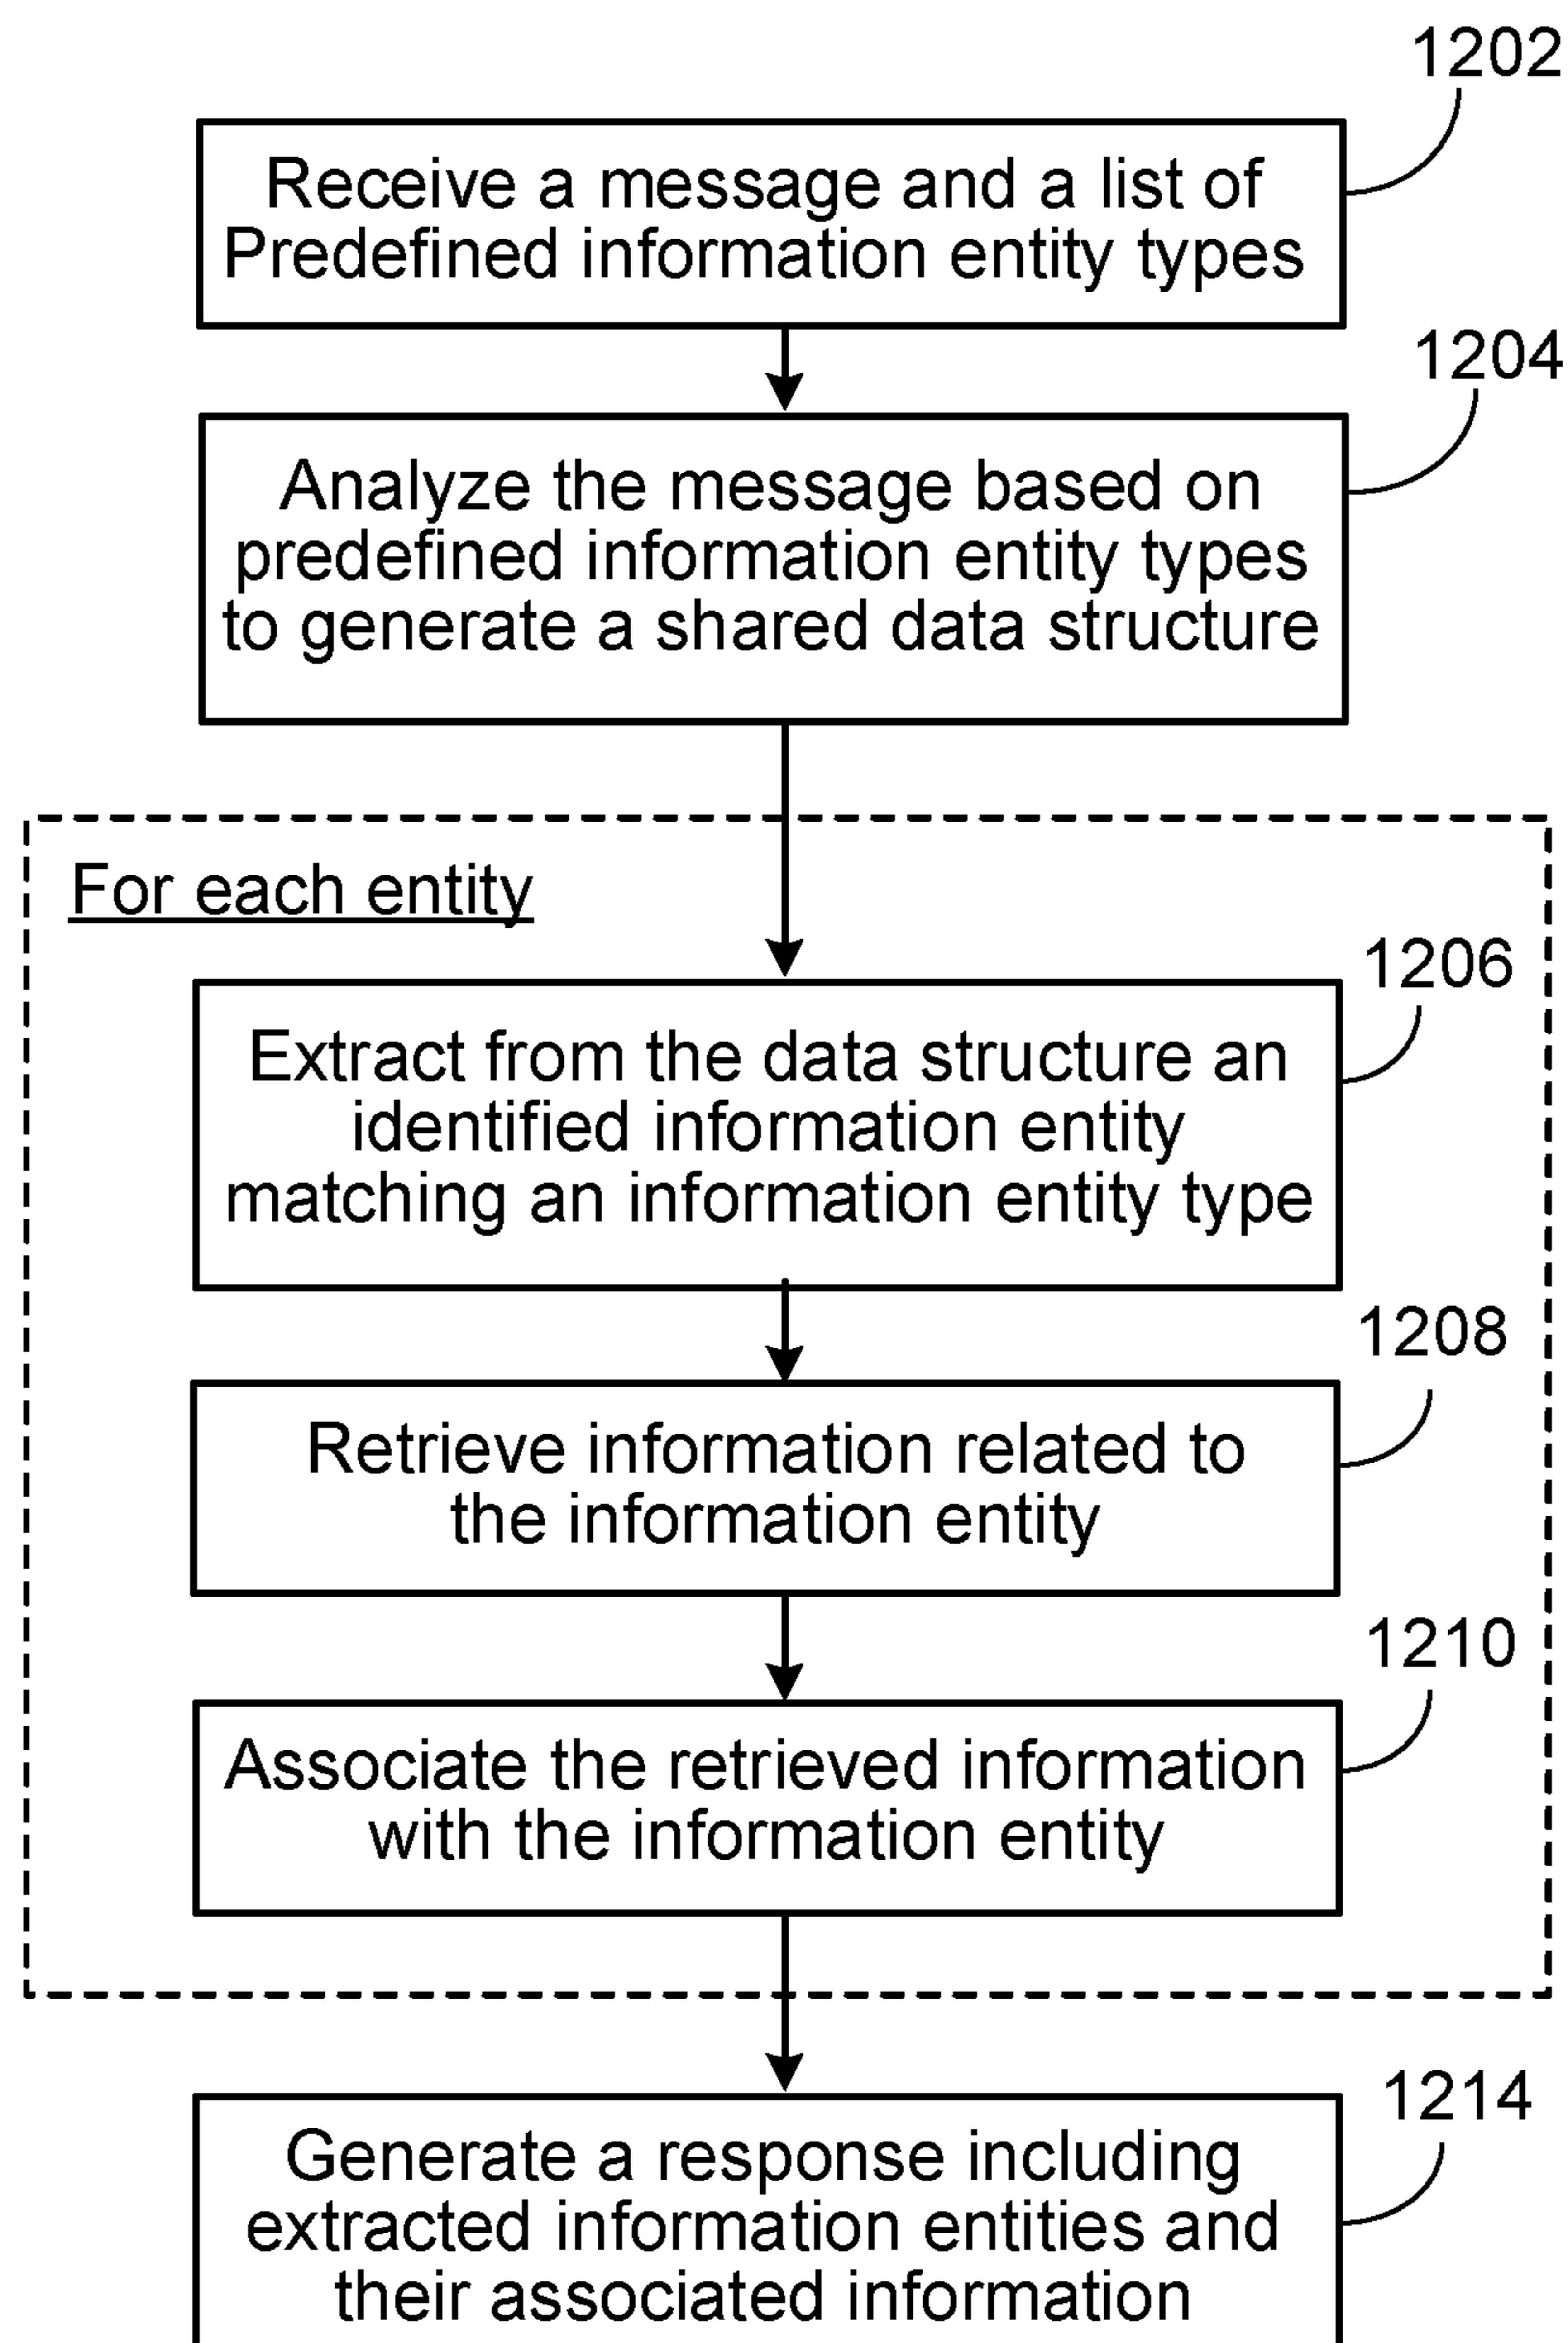 1202
Receive a message and a list of
Predefined information entity types
1204
Analyze the message based on
predefined information entity types
to generate a shared data structure
For each entity
1206
Extract from the data structure an
identified information entity
matching an information entity type
1208
Retrieve information related to
the information entity
1210
Associate the retrieved information
with the information entity
1214
Generate a response including
extracted information entities and
their associated information